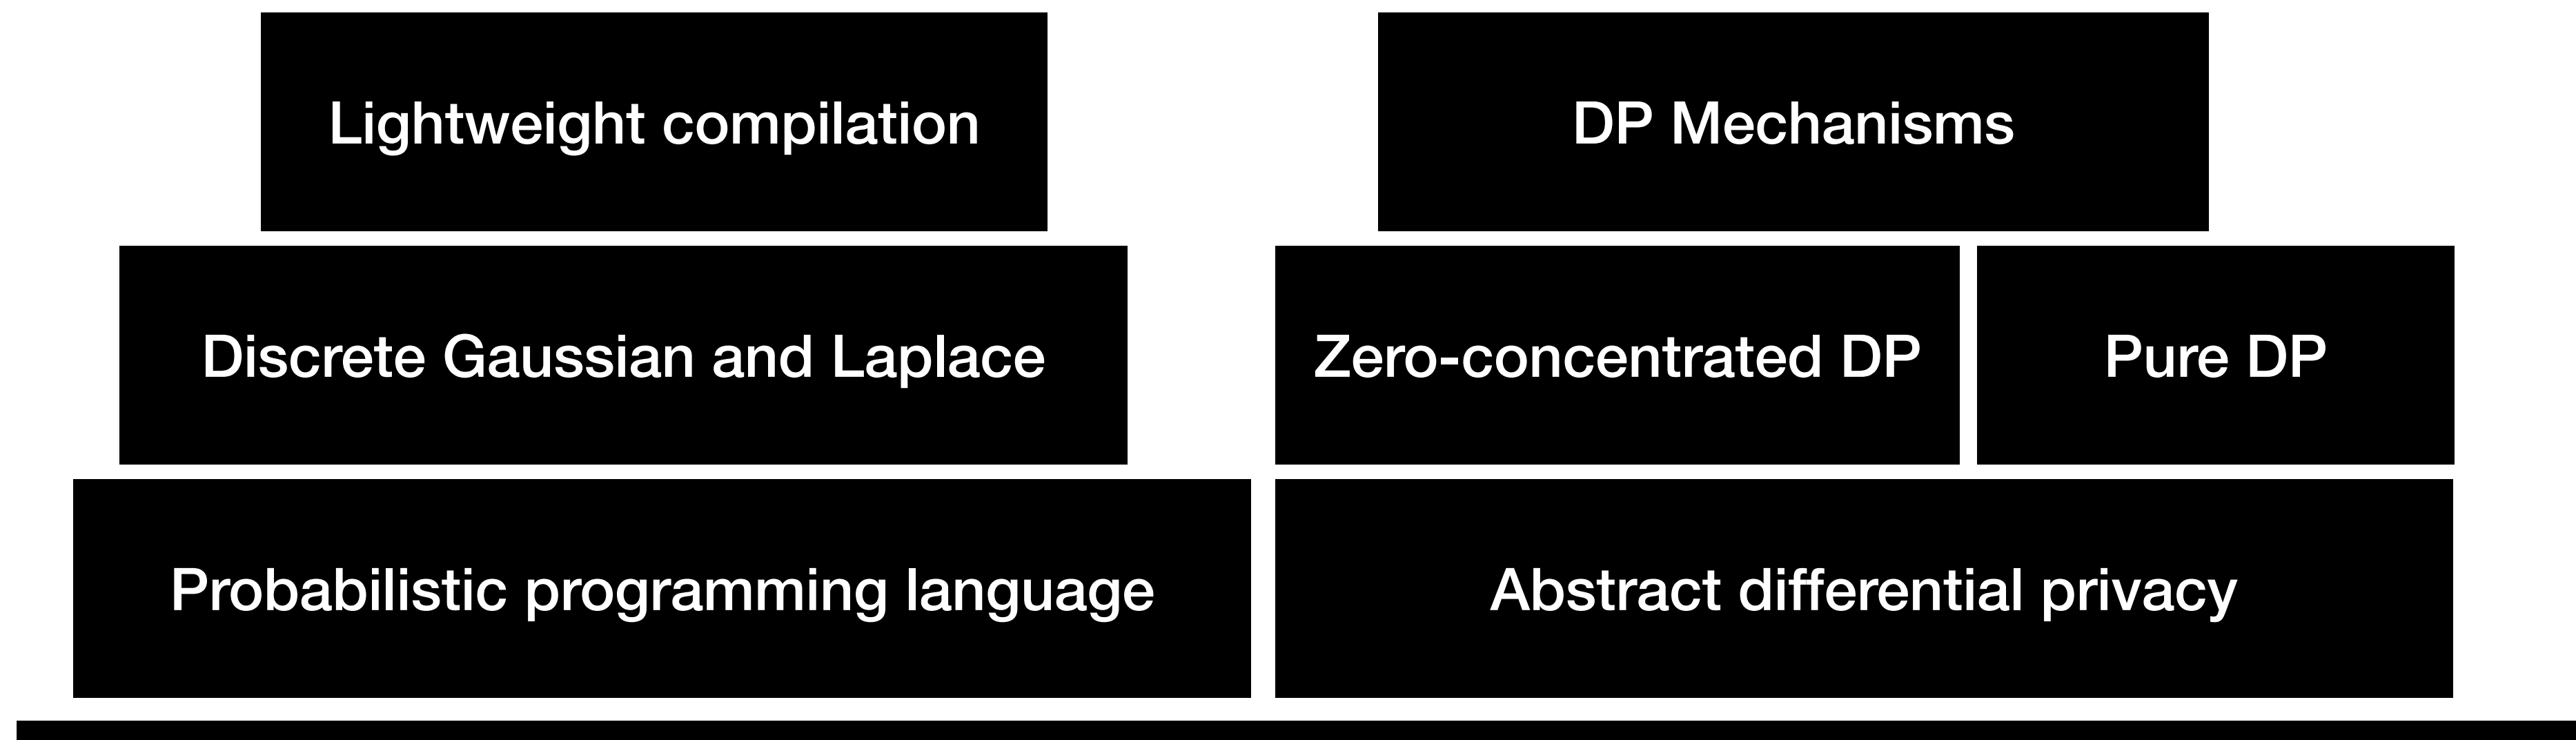 Lightweight compilation
DP Mechanisms
Discrete Gaussian and Laplace
Zero-concentrated DP
Pure DP
Probabilistic programming language
Abstract differential privacy